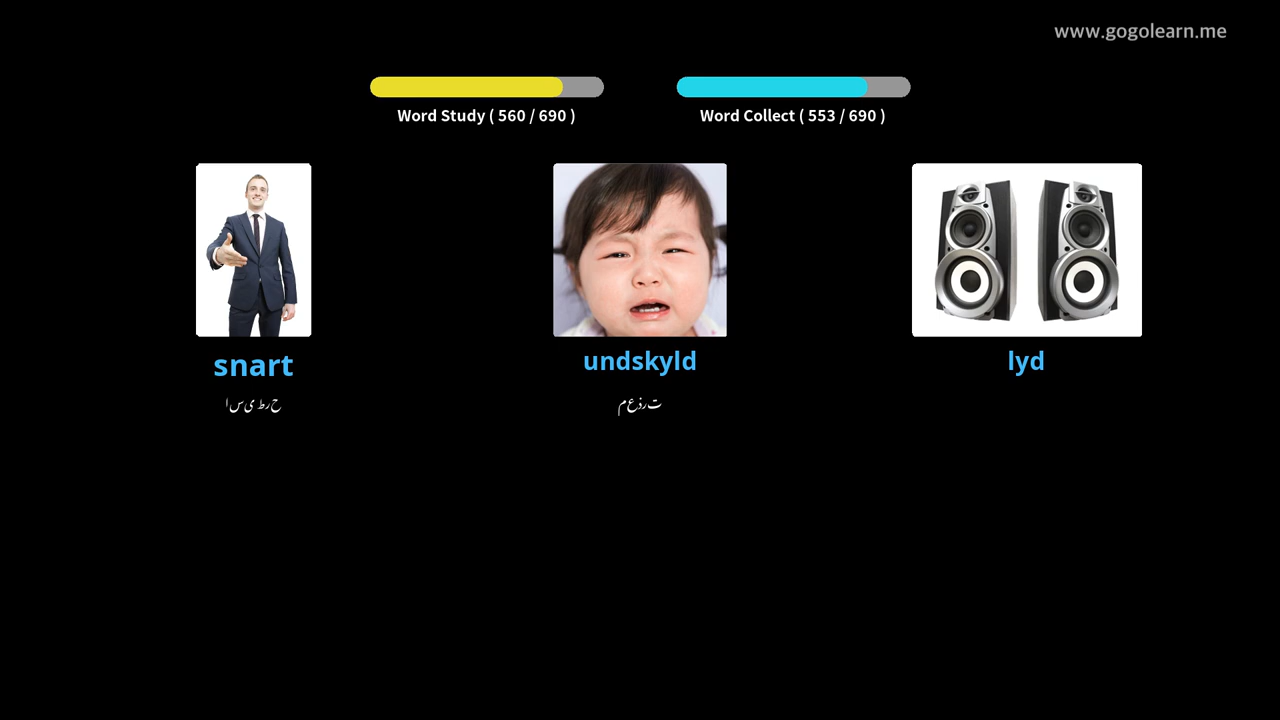 www.gogolearn.me
Word Study ( 560 / 690 )
Word Collect ( 553 / 690 )
snart
undskyld
lyd
اسی طرح
معذرت